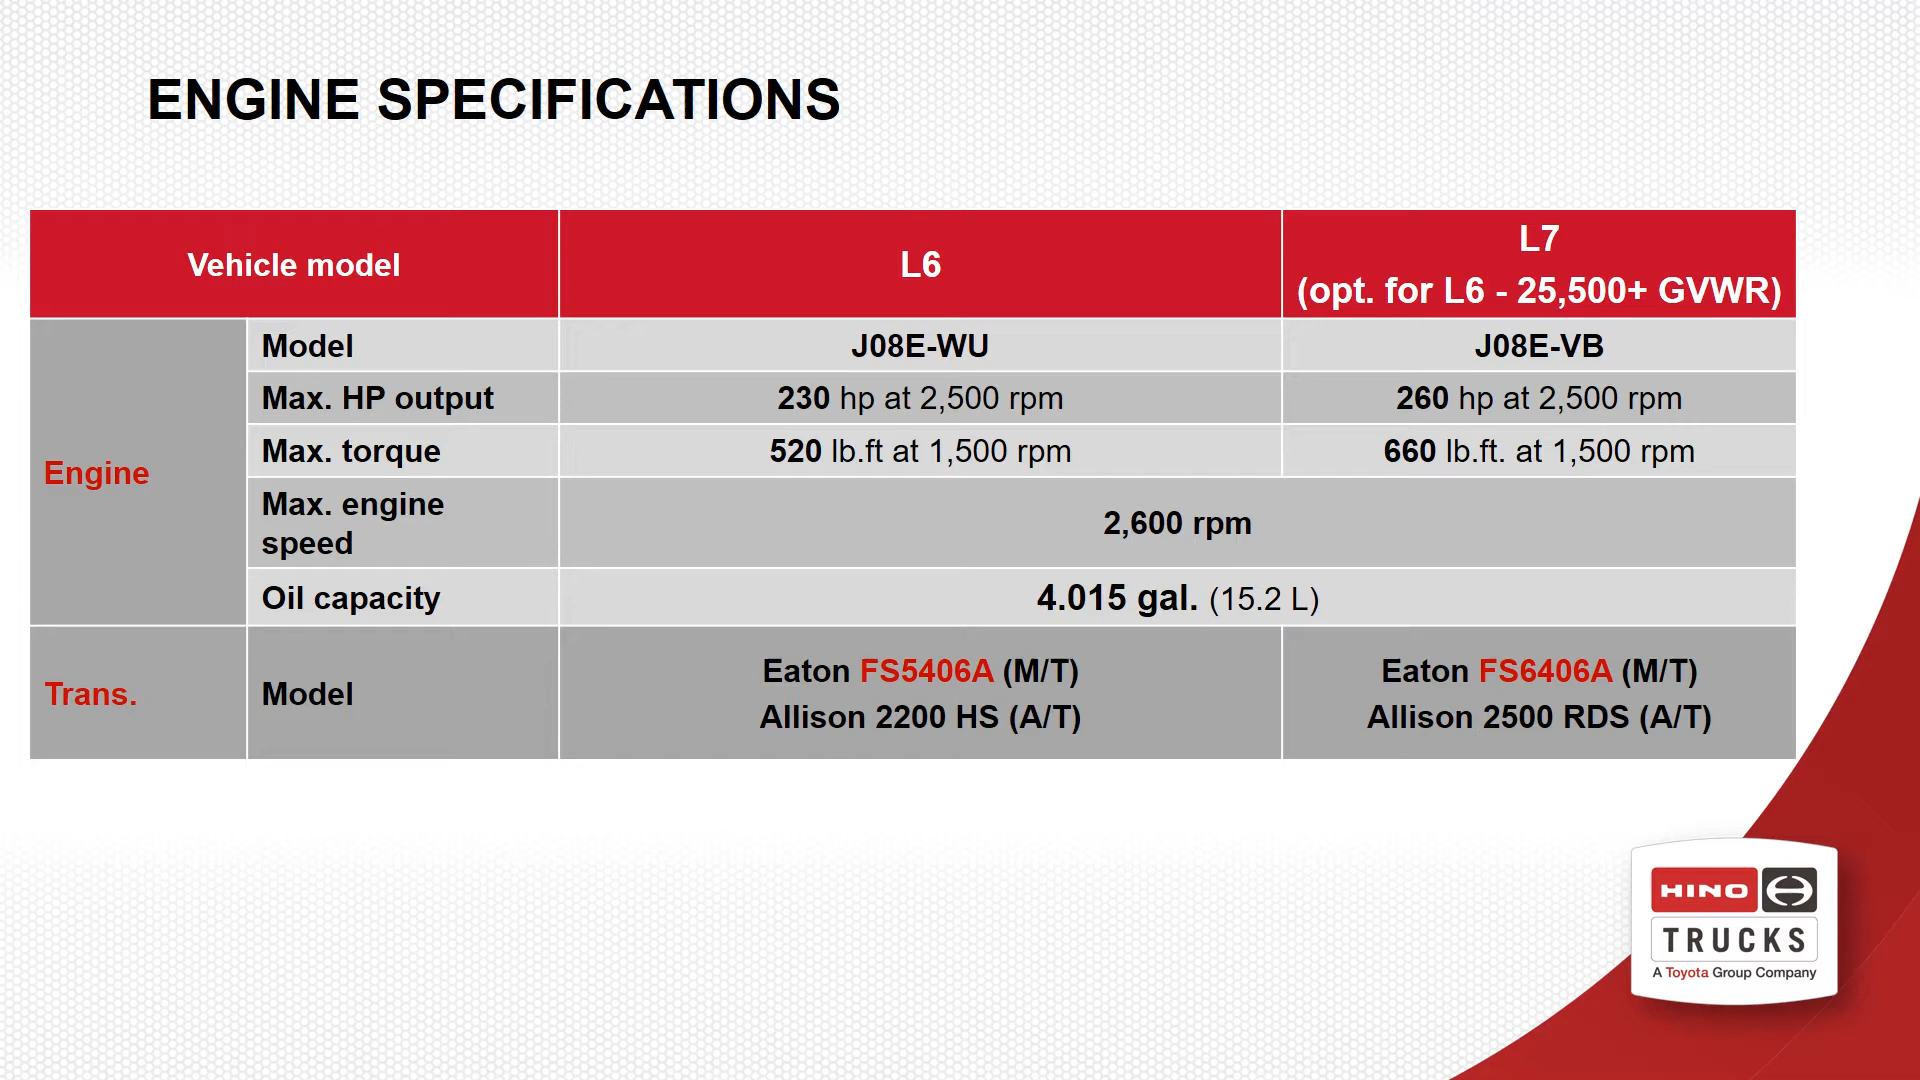 ENGINE SPECIFICATIONS
Vehicle model
L6
L7
(opt. for L6 - 25,500+ GVWR)
Engine
Model
J08E-WU
J08E-VB
Max. HP output
230 hp at 2,500 rpm
260 hp at 2,500 rpm
Max. torque
520 lb.ft at 1,500 rpm
660 lb.ft. at 1,500 rpm
Max. engine
speed
2,600 rpm
Oil capacity
4.015 gal. (15.2 L)
Trans.
Model
Eaton FS5406A (M/T)
Allison 2200 HS (A/T)
Eaton FS6406A (M/T)
Allison 2500 RDS (A/T)
HINO
TRUCKS
A Toyota Group Company